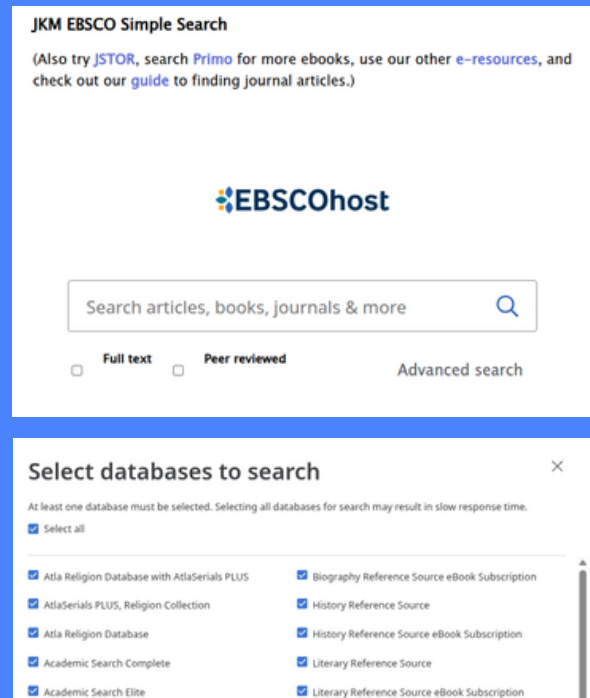 JKM EBSCO Simple Search
(Also try JSTOR, search Primo for more ebooks, use our other e-resources, and
check out our guide to finding journal articles.)
EBSCOhost
Search articles, books, journals & more
Full text
Peer reviewed
Advanced search
Select databases to search
At least one database must be selected. Selecting all databases for search may result in slow response time.
Select all
Atla Religion Database with AtlaSerials PLUS
Biography Reference Source eBook Subscription
AtlaSerials PLUS, Religion Collection
History Reference Source
Atla Religion Database
History Reference Source eBook Subscription
Academic Search Complete
Literary Reference Source
Academic Search Elite
Literary Reference Source eBook Subscription